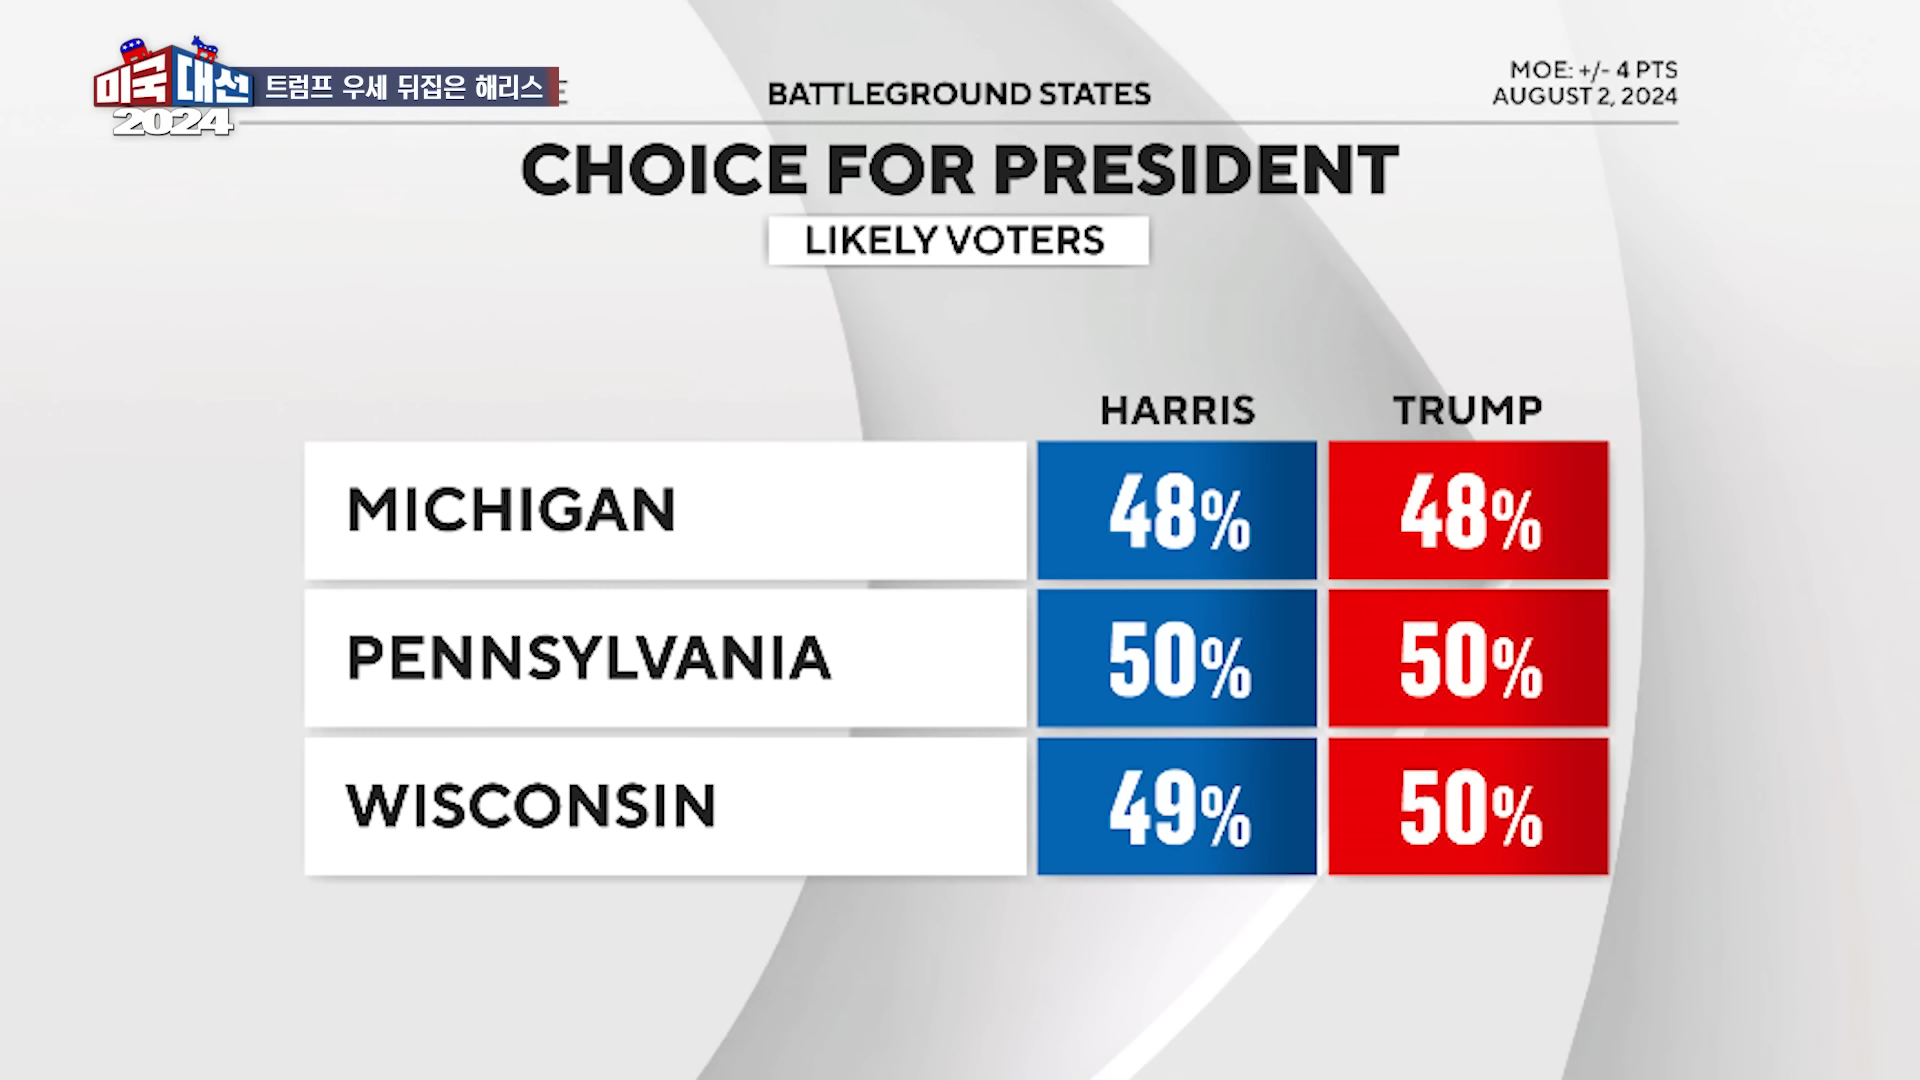 미국 대선
2024
트럼프 우세 뒤집은 해리스
BATTLEGROUND STATES
MOE: +/- 4 PTS
AUGUST 2, 2024
CHOICE FOR PRESIDENT
LIKELY VOTERS
HARRIS TRUMP
MICHIGAN 48% 48%
PENNSYLVANIA 50% 50%
WISCONSIN 49% 50%